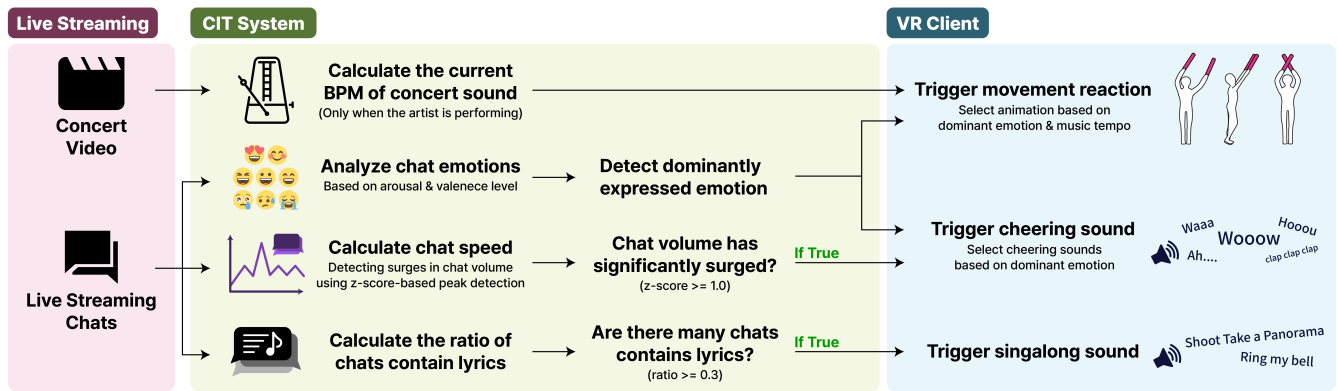 Live Streaming
CIT System
VR Client
Concert
Video
Calculate the current
BPM of concert sound
(Only when the artist is performing)
Trigger movement reaction
Select animation based on
dominant emotion & music tempo
Analyze chat emotions
Based on arousal & valenece level
Detect dominantly
expressed emotion
Live Streaming
Chats
Calculate chat speed
Detecting surges in chat volume
using z-score-based peak detection
Chat volume has
significantly surged?
(z-score >= 1.0)
If True
Trigger cheering sound
Select cheering sounds
based on dominant emotion
Waaa
Wooow
Hooou
Ah....
clap clap clap
Calculate the ratio of
chats contain lyrics
Are there many chats
contains lyrics?
(ratio >= 0.3)
If True
Trigger singalong sound
Shoot Take a Panorama
Ring my bell